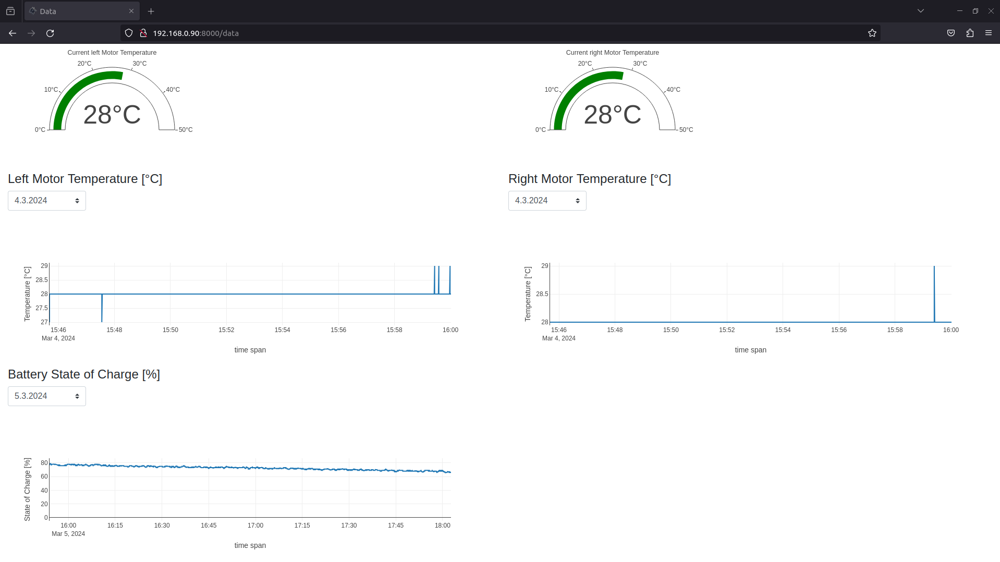 Data
192.168.0.90:8000/data
Current left Motor Temperature
20°C
30°C
10°C
40°C
28°C
0°C
50°C
Current right Motor Temperature
20°C
30°C
10°C
40°C
28°C
0°C
50°C
Left Motor Temperature [°C]
4.3.2024
Right Motor Temperature [°C]
4.3.2024
Temperature [°C]
29
28.5
28
27.5
27
15:46 15:48 15:50 15:52 15:54 15:56 15:58 16:00
Mar 4, 2024
time span
Temperature [°C]
29
28.5
28
15:46 15:48 15:50 15:52 15:54 15:56 15:58 16:00
Mar 4, 2024
time span
Battery State of Charge [%]
5.3.2024
State of Charge [%]
80
60
40
20
0
16:00 16:15 16:30 16:45 17:00 17:15 17:30 17:45 18:00
Mar 5, 2024
time span